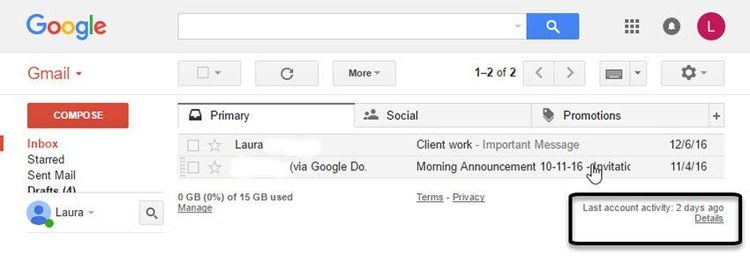 Google
L
Gmail
More
1–2 of 2
COMPOSE
Primary
Social
Promotions
+
Inbox
Starred
Sent Mail
Drafts (4)
Laura
Laura Client work - Important Message 12/6/16
(via Google Do. Morning Announcement 10-11-16 - Invitatic 11/4/16
0 GB (0%) of 15 GB used
Manage
Terms - Privacy
Last account activity: 2 days ago
Details